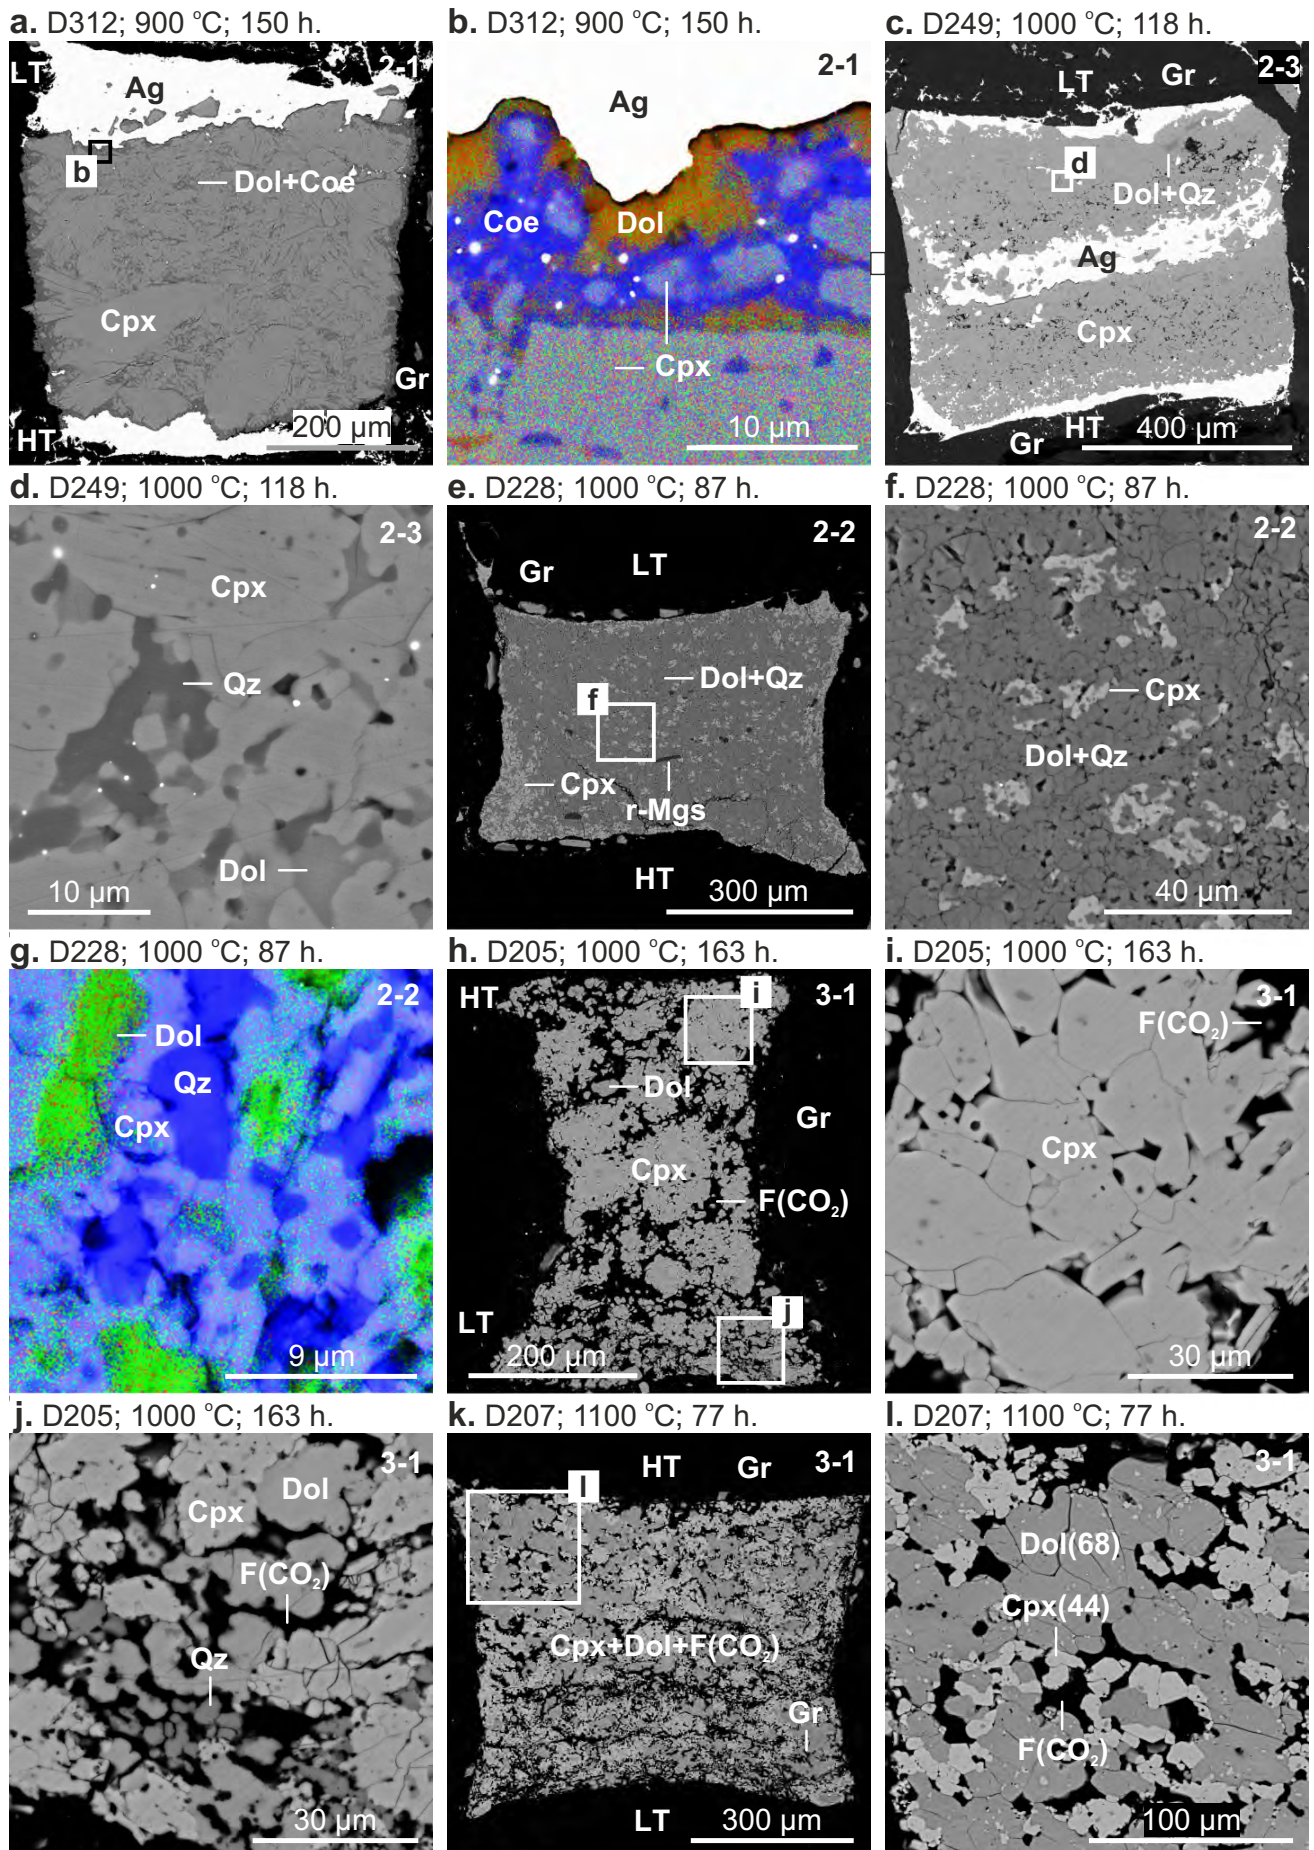 a. D312; 900 °C; 150 h.
2-1
LT
Ag
b
Dol+Coe
Cpx
Gr
200 µm
HT
b. D312; 900 °C; 150 h.
2-1
Ag
Coe
Dol
Cpx
10 µm
c. D249; 1000 °C; 118 h.
2-3
LT
Gr
d
Dol+Qz
Ag
Cpx
Gr
HT
400 µm
d. D249; 1000 °C; 118 h.
2-3
Cpx
Qz
Dol
10 µm
e. D228; 1000 °C; 87 h.
2-2
Gr
LT
Dol+Qz
f
Cpx
r-Mgs
HT
300 µm
f. D228; 1000 °C; 87 h.
2-2
Cpx
Dol+Qz
40 µm
g. D228; 1000 °C; 87 h.
2-2
Dol
Qz
Cpx
9 µm
h. D205; 1000 °C; 163 h.
HT
i
Dol
Gr
Cpx
F(CO₂)
LT
j
200 µm
i. D205; 1000 °C; 163 h.
3-1
F(CO₂)
Cpx
30 µm
j. D205; 1000 °C; 163 h.
3-1
Dol
Cpx
F(CO₂)
Qz
30 µm
k. D207; 1100 °C; 77 h.
HT
Gr
3-1
l
Cpx+Dol+F(CO₂)
Gr
LT
300 µm
l. D207; 1100 °C; 77 h.
3-1
Dol(68)
Cpx(44)
F(CO₂)
100 µm